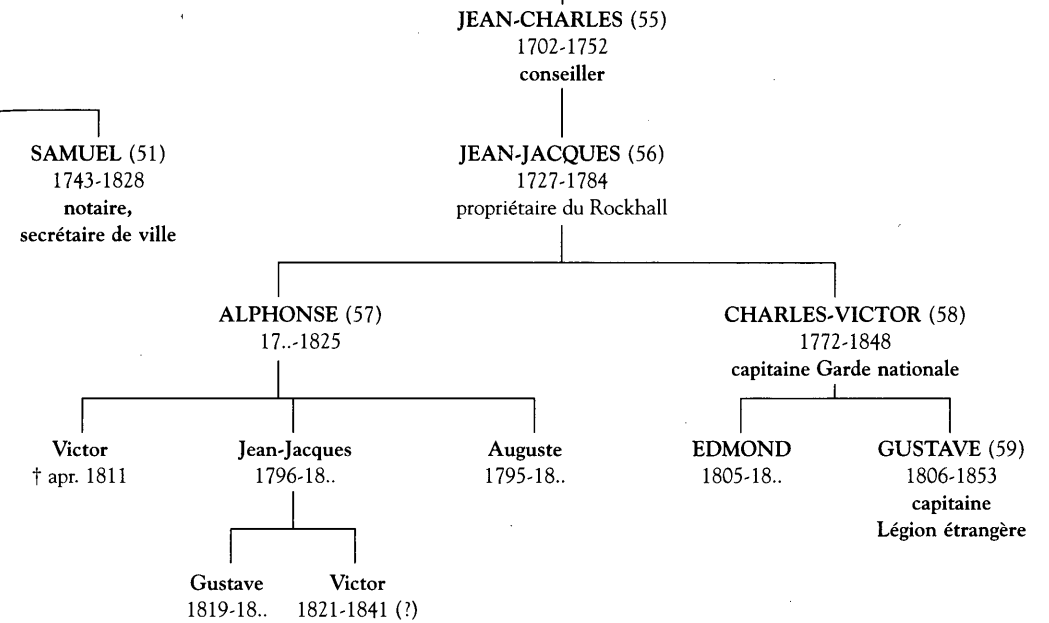 JEAN-CHARLES (55)
1702-1752
conseiller
SAMUEL (51)
1743-1828
notaire,
secrétaire de ville
JEAN-JACQUES (56)
1727-1784
propriétaire du Rockhall
ALPHONSE (57)
17..-1825
CHARLES-VICTOR (58)
1772-1848
capitaine Garde nationale
Victor
† apr. 1811
Jean-Jacques
1796-18..
Auguste
1795-18..
EDMOND
1805-18..
GUSTAVE (59)
1806-1853
capitaine
Légion étrangère
Gustave
1819-18..
Victor
1821-1841 (?)